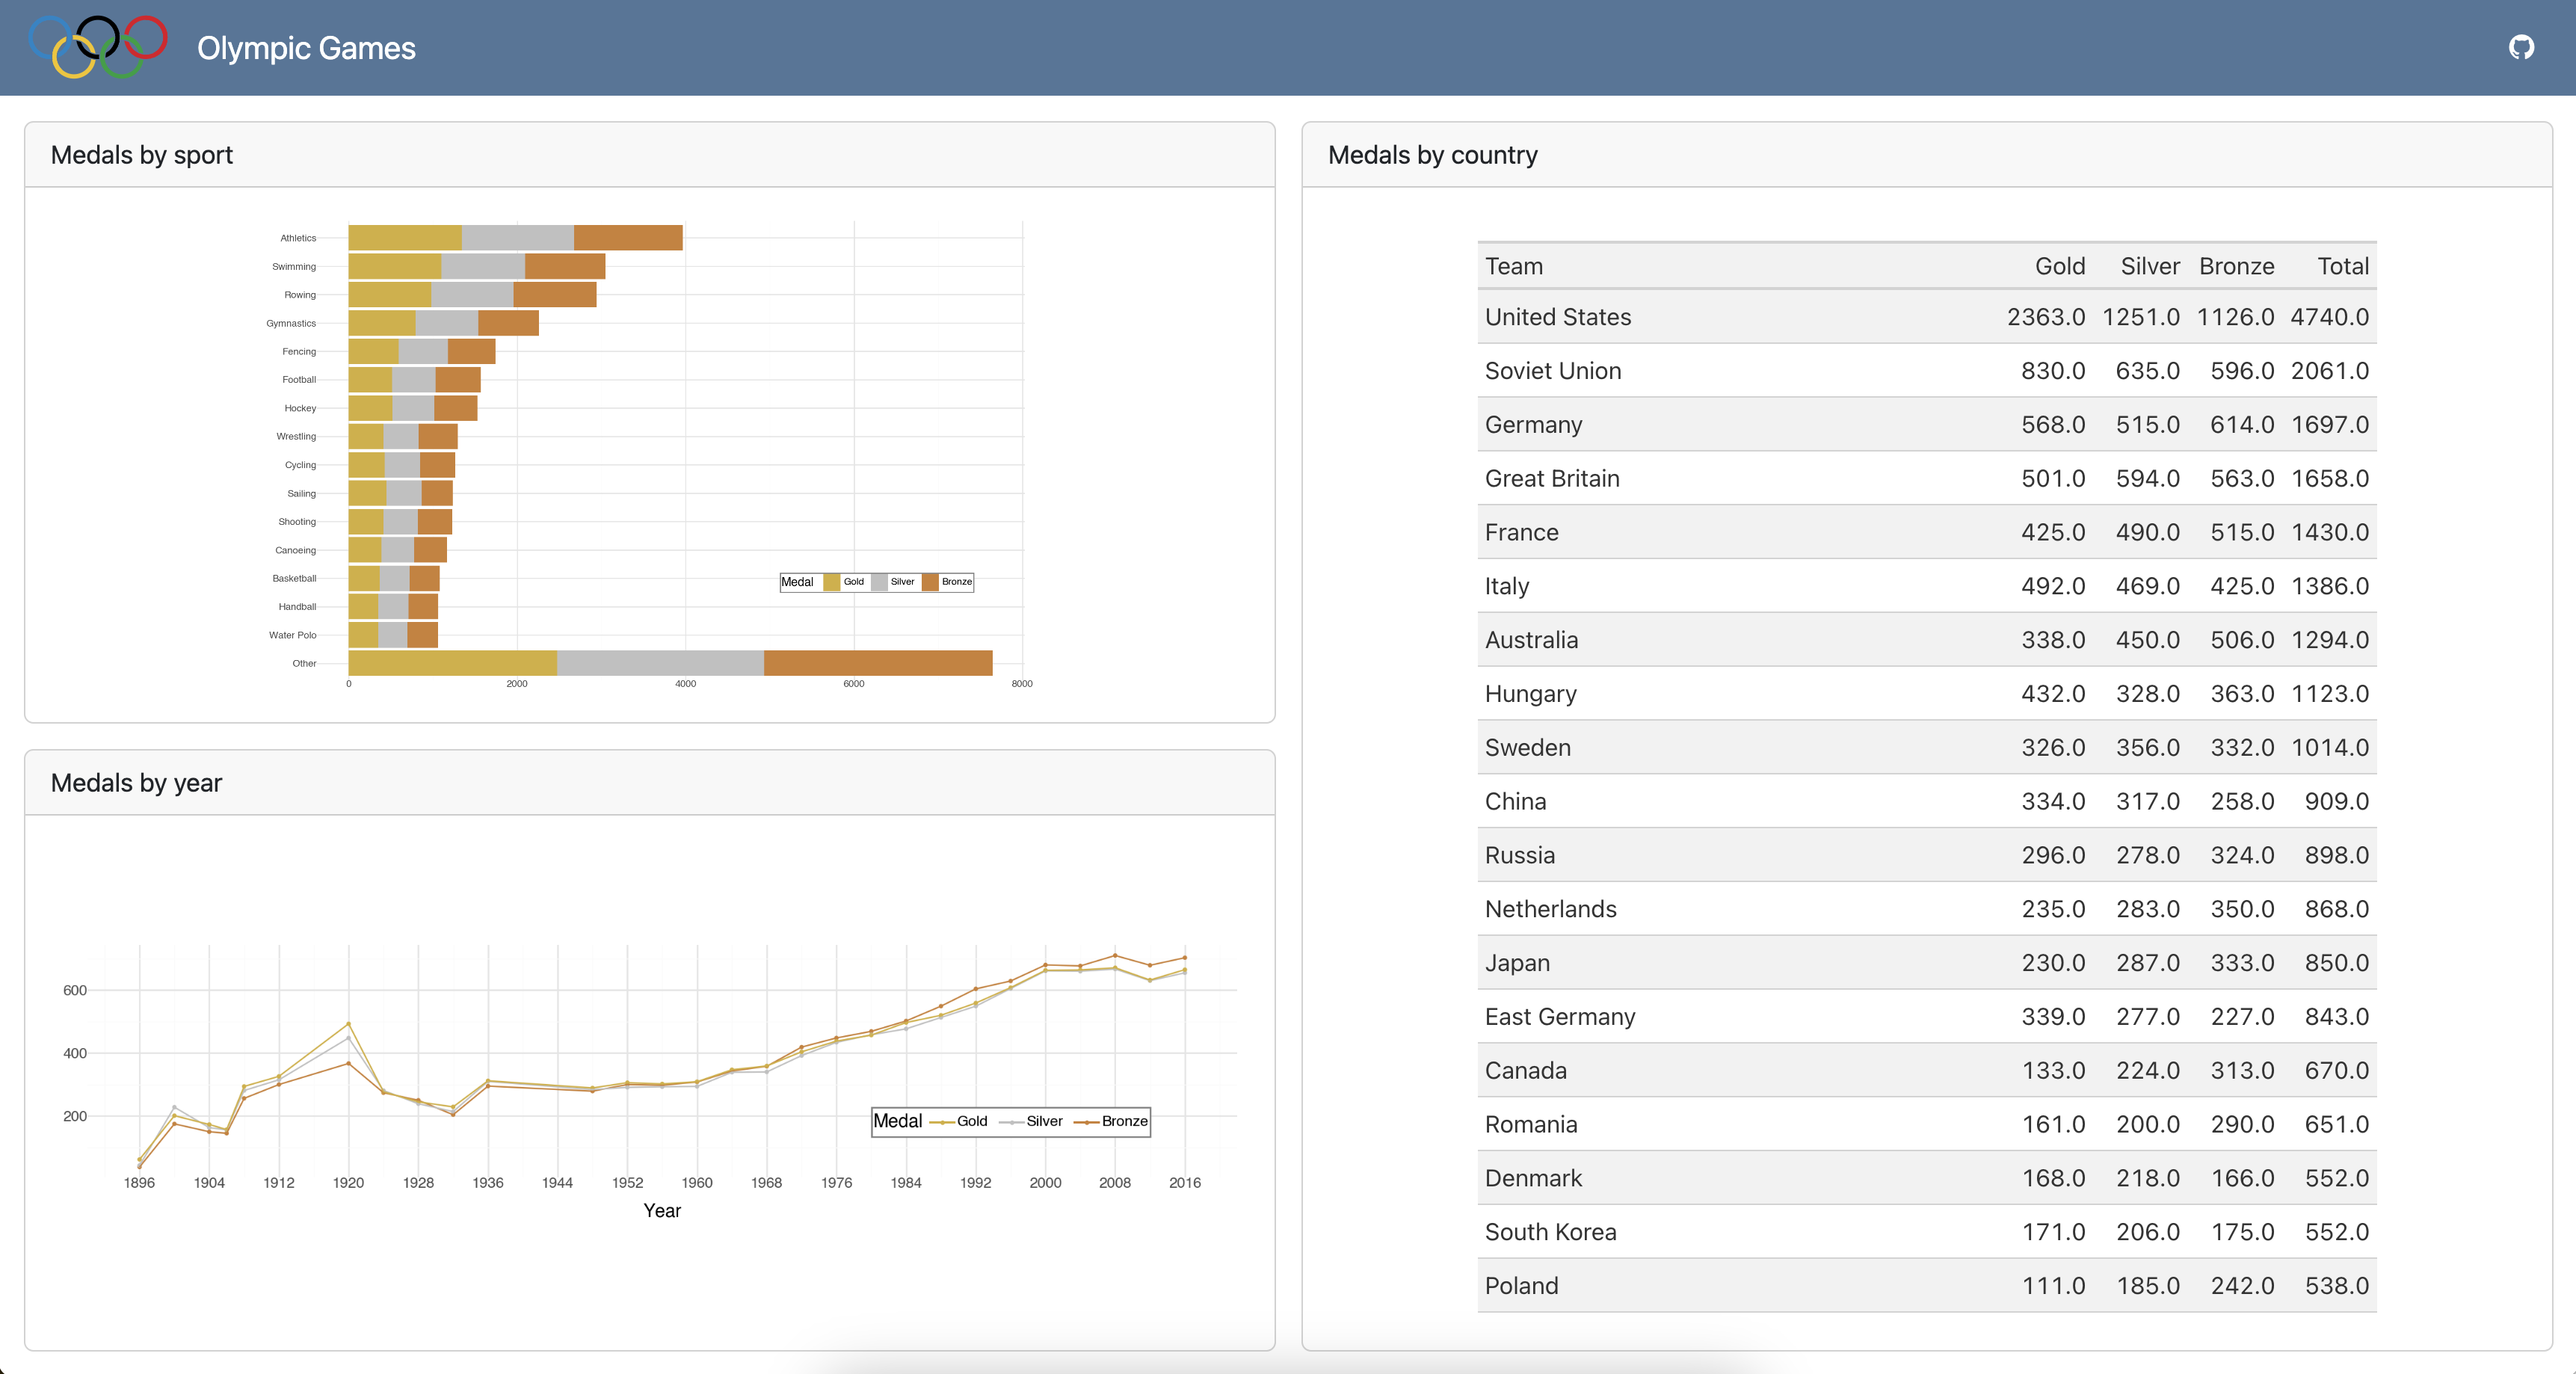 Olympic Games
Medals by sport
Athletics
Swimming
Rowing
Gymnastics
Fencing
Football
Hockey
Wrestling
Cycling
Sailing
Shooting
Canoeing
Basketball
Handball
Water Polo
Other
0 2000 4000 6000 8000
Medal Gold Silver Bronze
Medals by year
600
400
200
1896 1904 1912 1920 1928 1936 1944 1952 1960 1968 1976 1984 1992 2000 2008 2016
Year
Medal Gold Silver Bronze
Medals by country
Team Gold Silver Bronze Total
United States 2363.0 1251.0 1126.0 4740.0
Soviet Union 830.0 635.0 596.0 2061.0
Germany 568.0 515.0 614.0 1697.0
Great Britain 501.0 594.0 563.0 1658.0
France 425.0 490.0 515.0 1430.0
Italy 492.0 469.0 425.0 1386.0
Australia 338.0 450.0 506.0 1294.0
Hungary 432.0 328.0 363.0 1123.0
Sweden 326.0 356.0 332.0 1014.0
China 334.0 317.0 258.0 909.0
Russia 296.0 278.0 324.0 898.0
Netherlands 235.0 283.0 350.0 868.0
Japan 230.0 287.0 333.0 850.0
East Germany 339.0 277.0 227.0 843.0
Canada 133.0 224.0 313.0 670.0
Romania 161.0 200.0 290.0 651.0
Denmark 168.0 218.0 166.0 552.0
South Korea 171.0 206.0 175.0 552.0
Poland 111.0 185.0 242.0 538.0